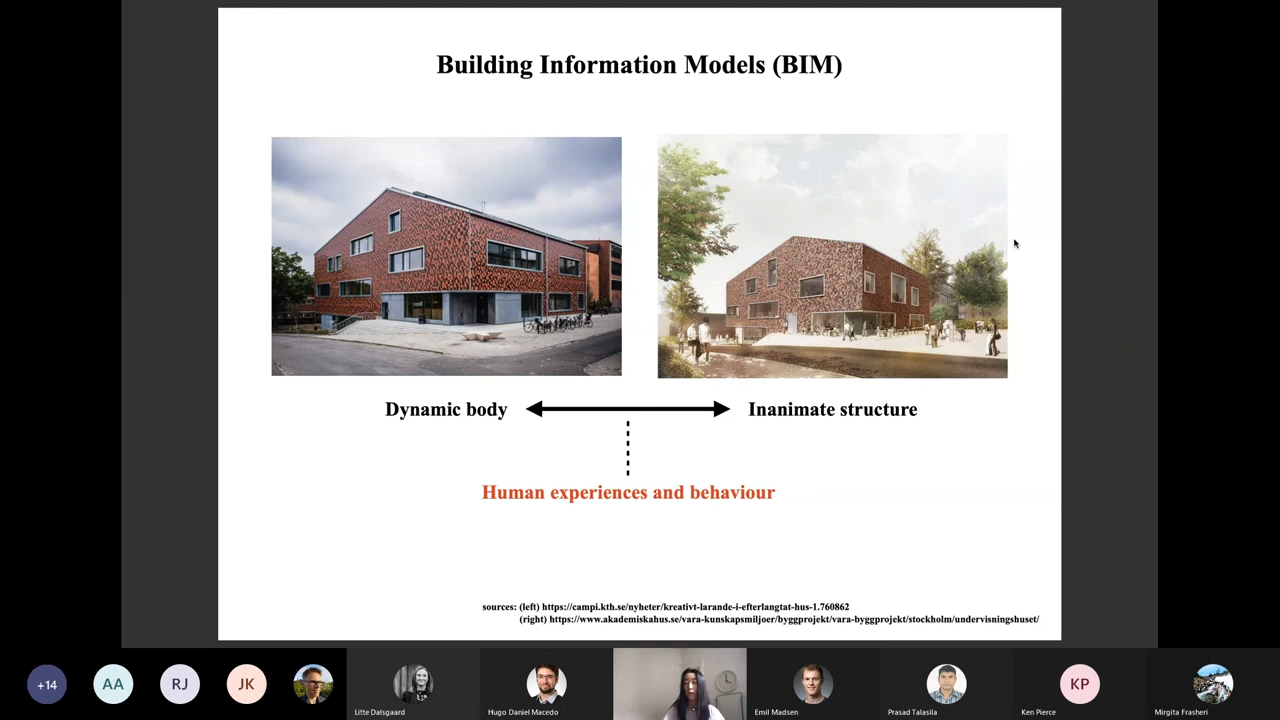 Building Information Models (BIM)
Dynamic body
Inanimate structure
Human experiences and behaviour
sources: (left) https://campi.kth.se/nyheter/kreativt-larande-i-efterlangtat-hus-1.760862
(right) https://www.akademiskahus.se/vara-kunskapsmiljoer/byggprojekt/vara-byggprojekt/stockholm/undervisningshuset/
+14
AA
RJ
JK
Litte Dalsgaard
Hugo Daniel Macedo
Emil Madsen
Prasad Talasila
KP
Ken Pierce
Mirgita Frasheri